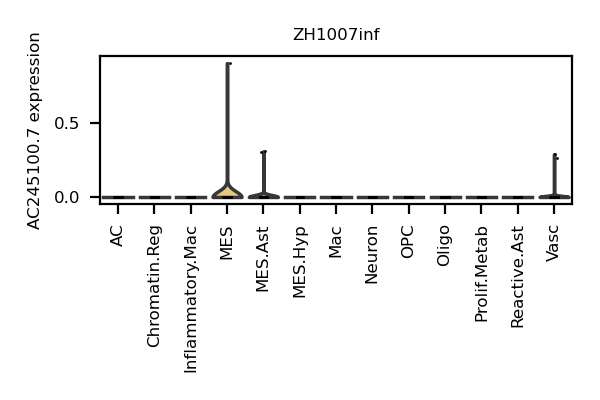 ZH1007inf
AC245100.7 expression
0.5
0.0
AC
Chromatin.Reg
Inflammatory.Mac
MES
MES.Ast
MES.Hyp
Mac
Neuron
OPC
Oligo
Prolif.Metab
Reactive.Ast
Vasc